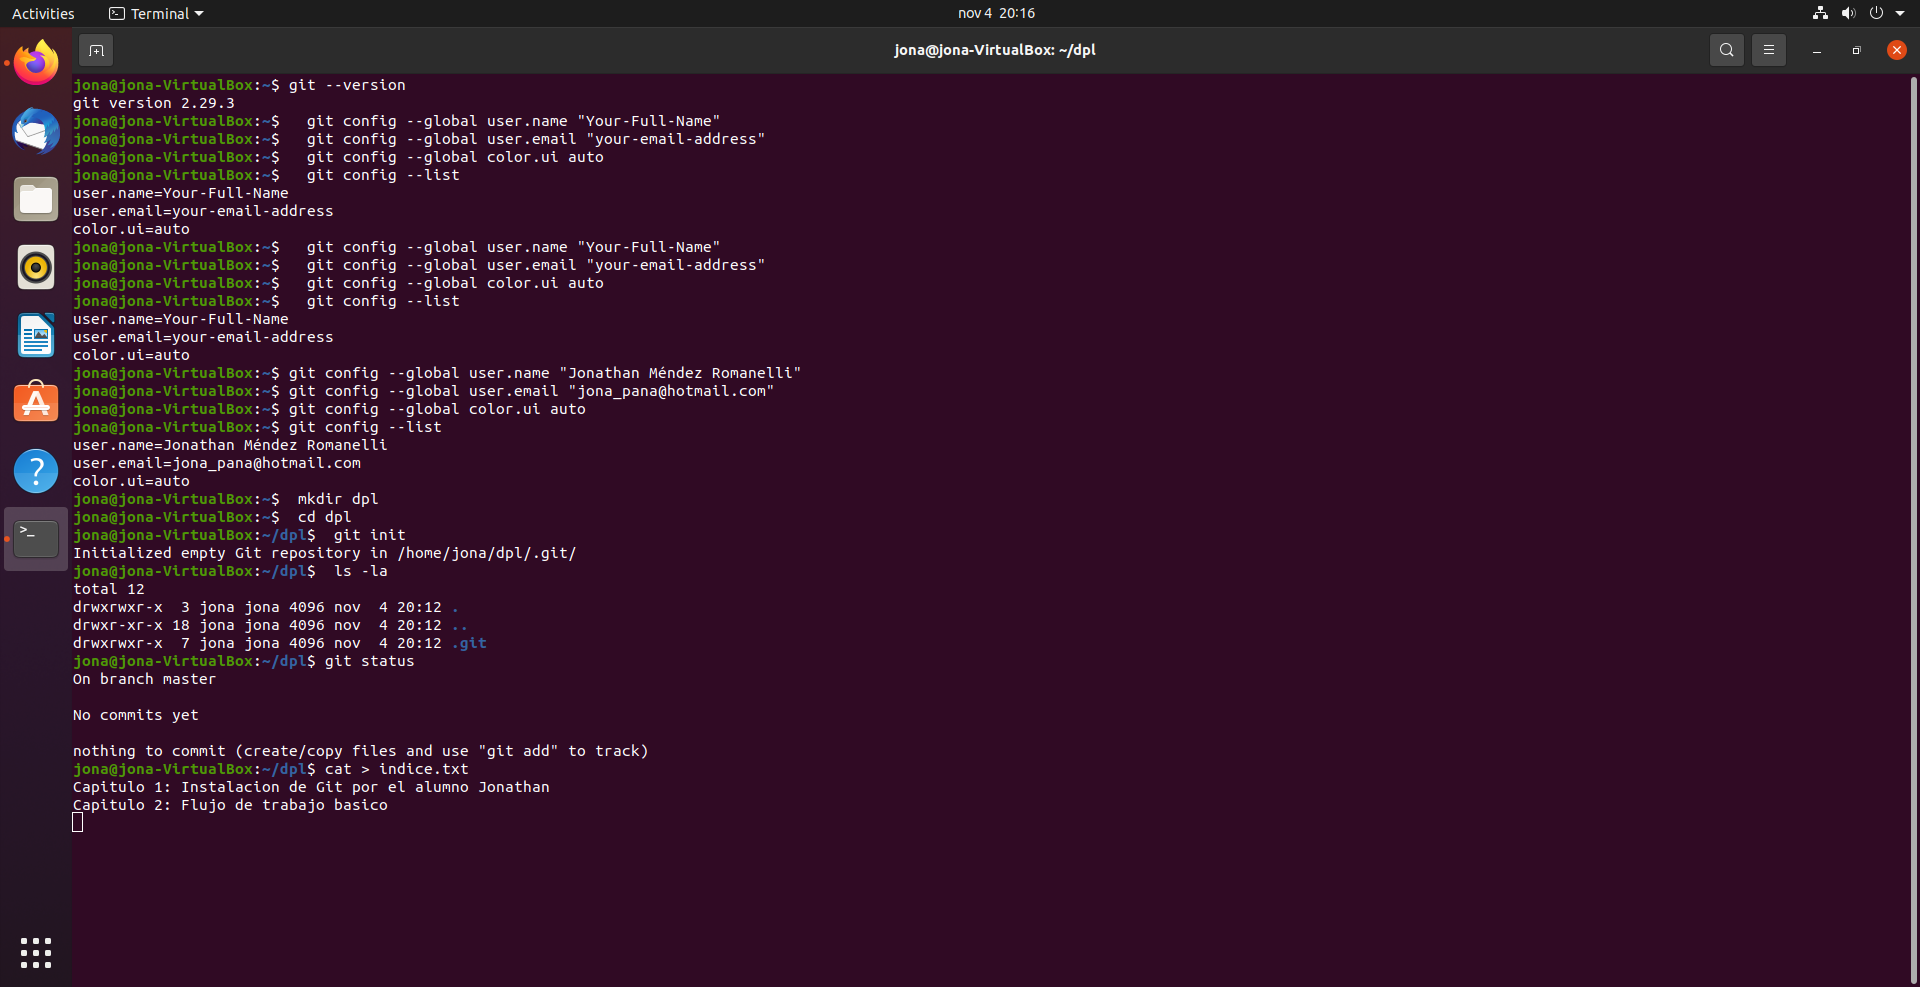 Activities Terminal nov 4 20:16
jona@jona-VirtualBox: ~/dpl
jona@jona-VirtualBox:~$ git --version
git version 2.29.3
jona@jona-VirtualBox:~$   git config --global user.name "Your-Full-Name"
jona@jona-VirtualBox:~$   git config --global user.email "your-email-address"
jona@jona-VirtualBox:~$   git config --global color.ui auto
jona@jona-VirtualBox:~$   git config --list
user.name=Your-Full-Name
user.email=your-email-address
color.ui=auto
jona@jona-VirtualBox:~$   git config --global user.name "Your-Full-Name"
jona@jona-VirtualBox:~$   git config --global user.email "your-email-address"
jona@jona-VirtualBox:~$   git config --global color.ui auto
jona@jona-VirtualBox:~$   git config --list
user.name=Your-Full-Name
user.email=your-email-address
color.ui=auto
jona@jona-VirtualBox:~$ git config --global user.name "Jonathan Méndez Romanelli"
jona@jona-VirtualBox:~$ git config --global user.email "jona_pana@hotmail.com"
jona@jona-VirtualBox:~$ git config --global color.ui auto
jona@jona-VirtualBox:~$ git config --list
user.name=Jonathan Méndez Romanelli
user.email=jona_pana@hotmail.com
color.ui=auto
jona@jona-VirtualBox:~$  mkdir dpl
jona@jona-VirtualBox:~$  cd dpl
jona@jona-VirtualBox:~/dpl$  git init
Initialized empty Git repository in /home/jona/dpl/.git/
jona@jona-VirtualBox:~/dpl$  ls -la
total 12
drwxrwxr-x  3 jona jona 4096 nov  4 20:12 .
drwxr-xr-x 18 jona jona 4096 nov  4 20:12 ..
drwxrwxr-x  7 jona jona 4096 nov  4 20:12 .git
jona@jona-VirtualBox:~/dpl$ git status
On branch master
No commits yet
nothing to commit (create/copy files and use "git add" to track)
jona@jona-VirtualBox:~/dpl$ cat > indice.txt
Capitulo 1: Instalacion de Git por el alumno Jonathan
Capitulo 2: Flujo de trabajo basico